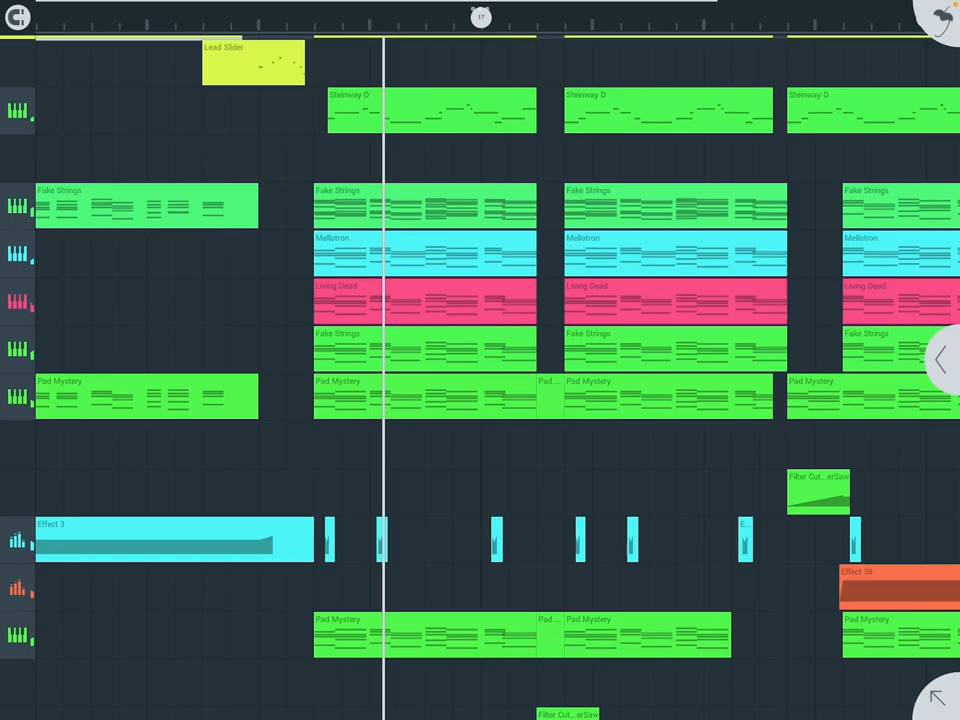 17
Lead Slider
Steinway D
Steinway D
Steinway D
Fake Strings
Fake Strings
Fake Strings
Fake Strings
Mellotron
Mellotron
Mellotron
Living Dead
Living Dead
Living Dead
Fake Strings
Fake Strings
Fake Strings
Pad Mystery
Pad Mystery
Pad ...
Pad Mystery
Pad Mystery
Filter Cut...erSaw
Effect 3
E...
Effect 38
Pad Mystery
Pad ...
Pad Mystery
Pad Mystery
Filter Cut...erSaw